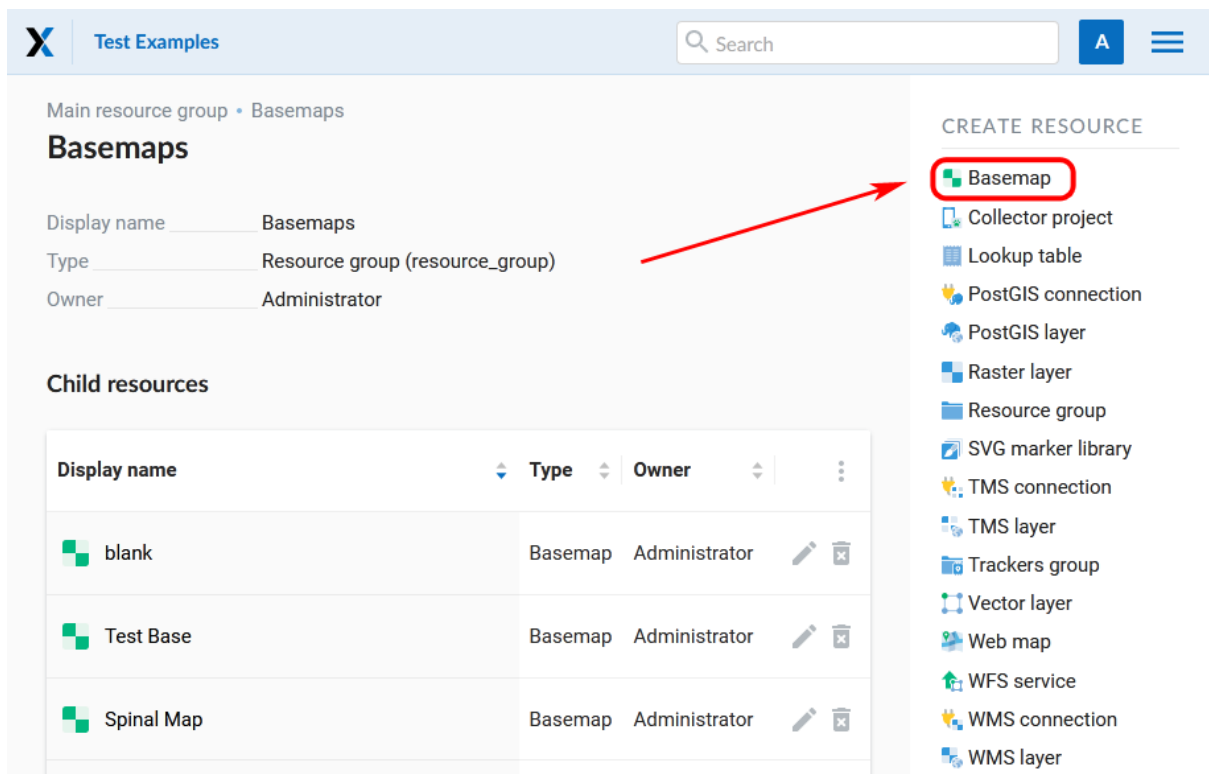 Test Examples
Search
A
Main resource group • Basemaps
Basemaps
Display name Basemaps
Type Resource group (resource_group)
Owner Administrator
Child resources
Display name Type Owner
blank Basemap Administrator
Test Base Basemap Administrator
Spinal Map Basemap Administrator
CREATE RESOURCE
Basemap
Collector project
Lookup table
PostGIS connection
PostGIS layer
Raster layer
Resource group
SVG marker library
TMS connection
TMS layer
Trackers group
Vector layer
Web map
WFS service
WMS connection
WMS layer